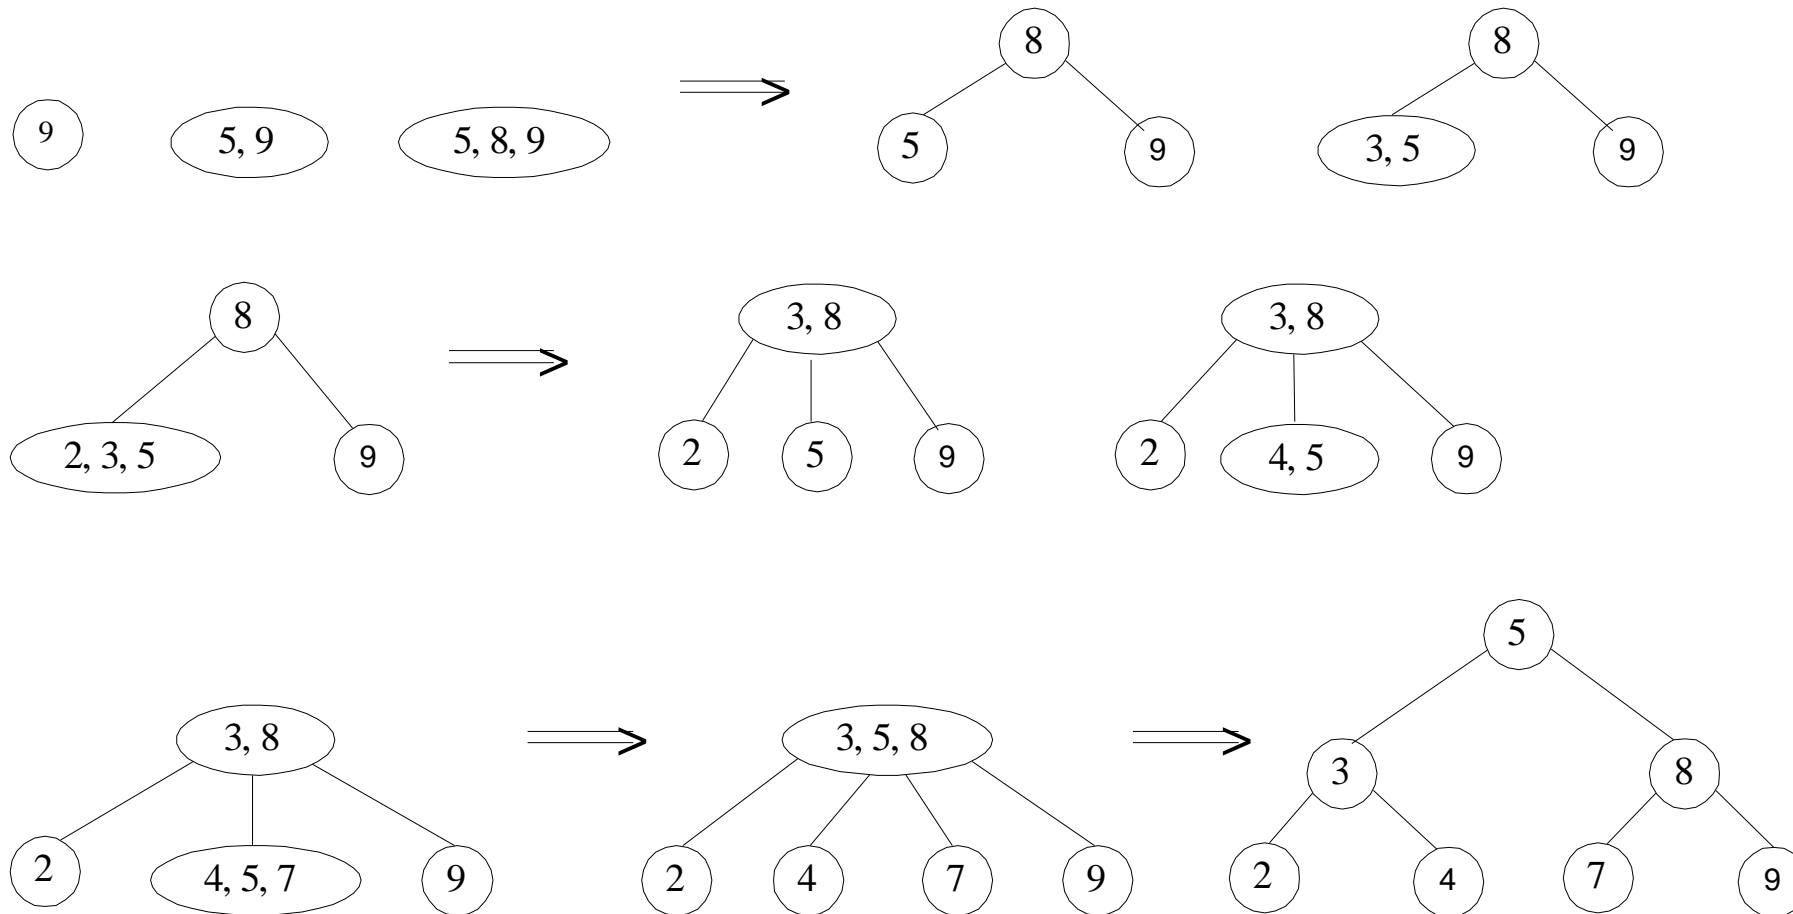 8 8
9 5, 9 5, 8, 9 5 9 3, 5 9
8 3, 8 3, 8
2, 3, 5 9 2 5 9 2 4, 5 9
5
3, 8 3, 5, 8 3 8
2 4, 5, 7 9 2 4 7 9 2 4 7 9